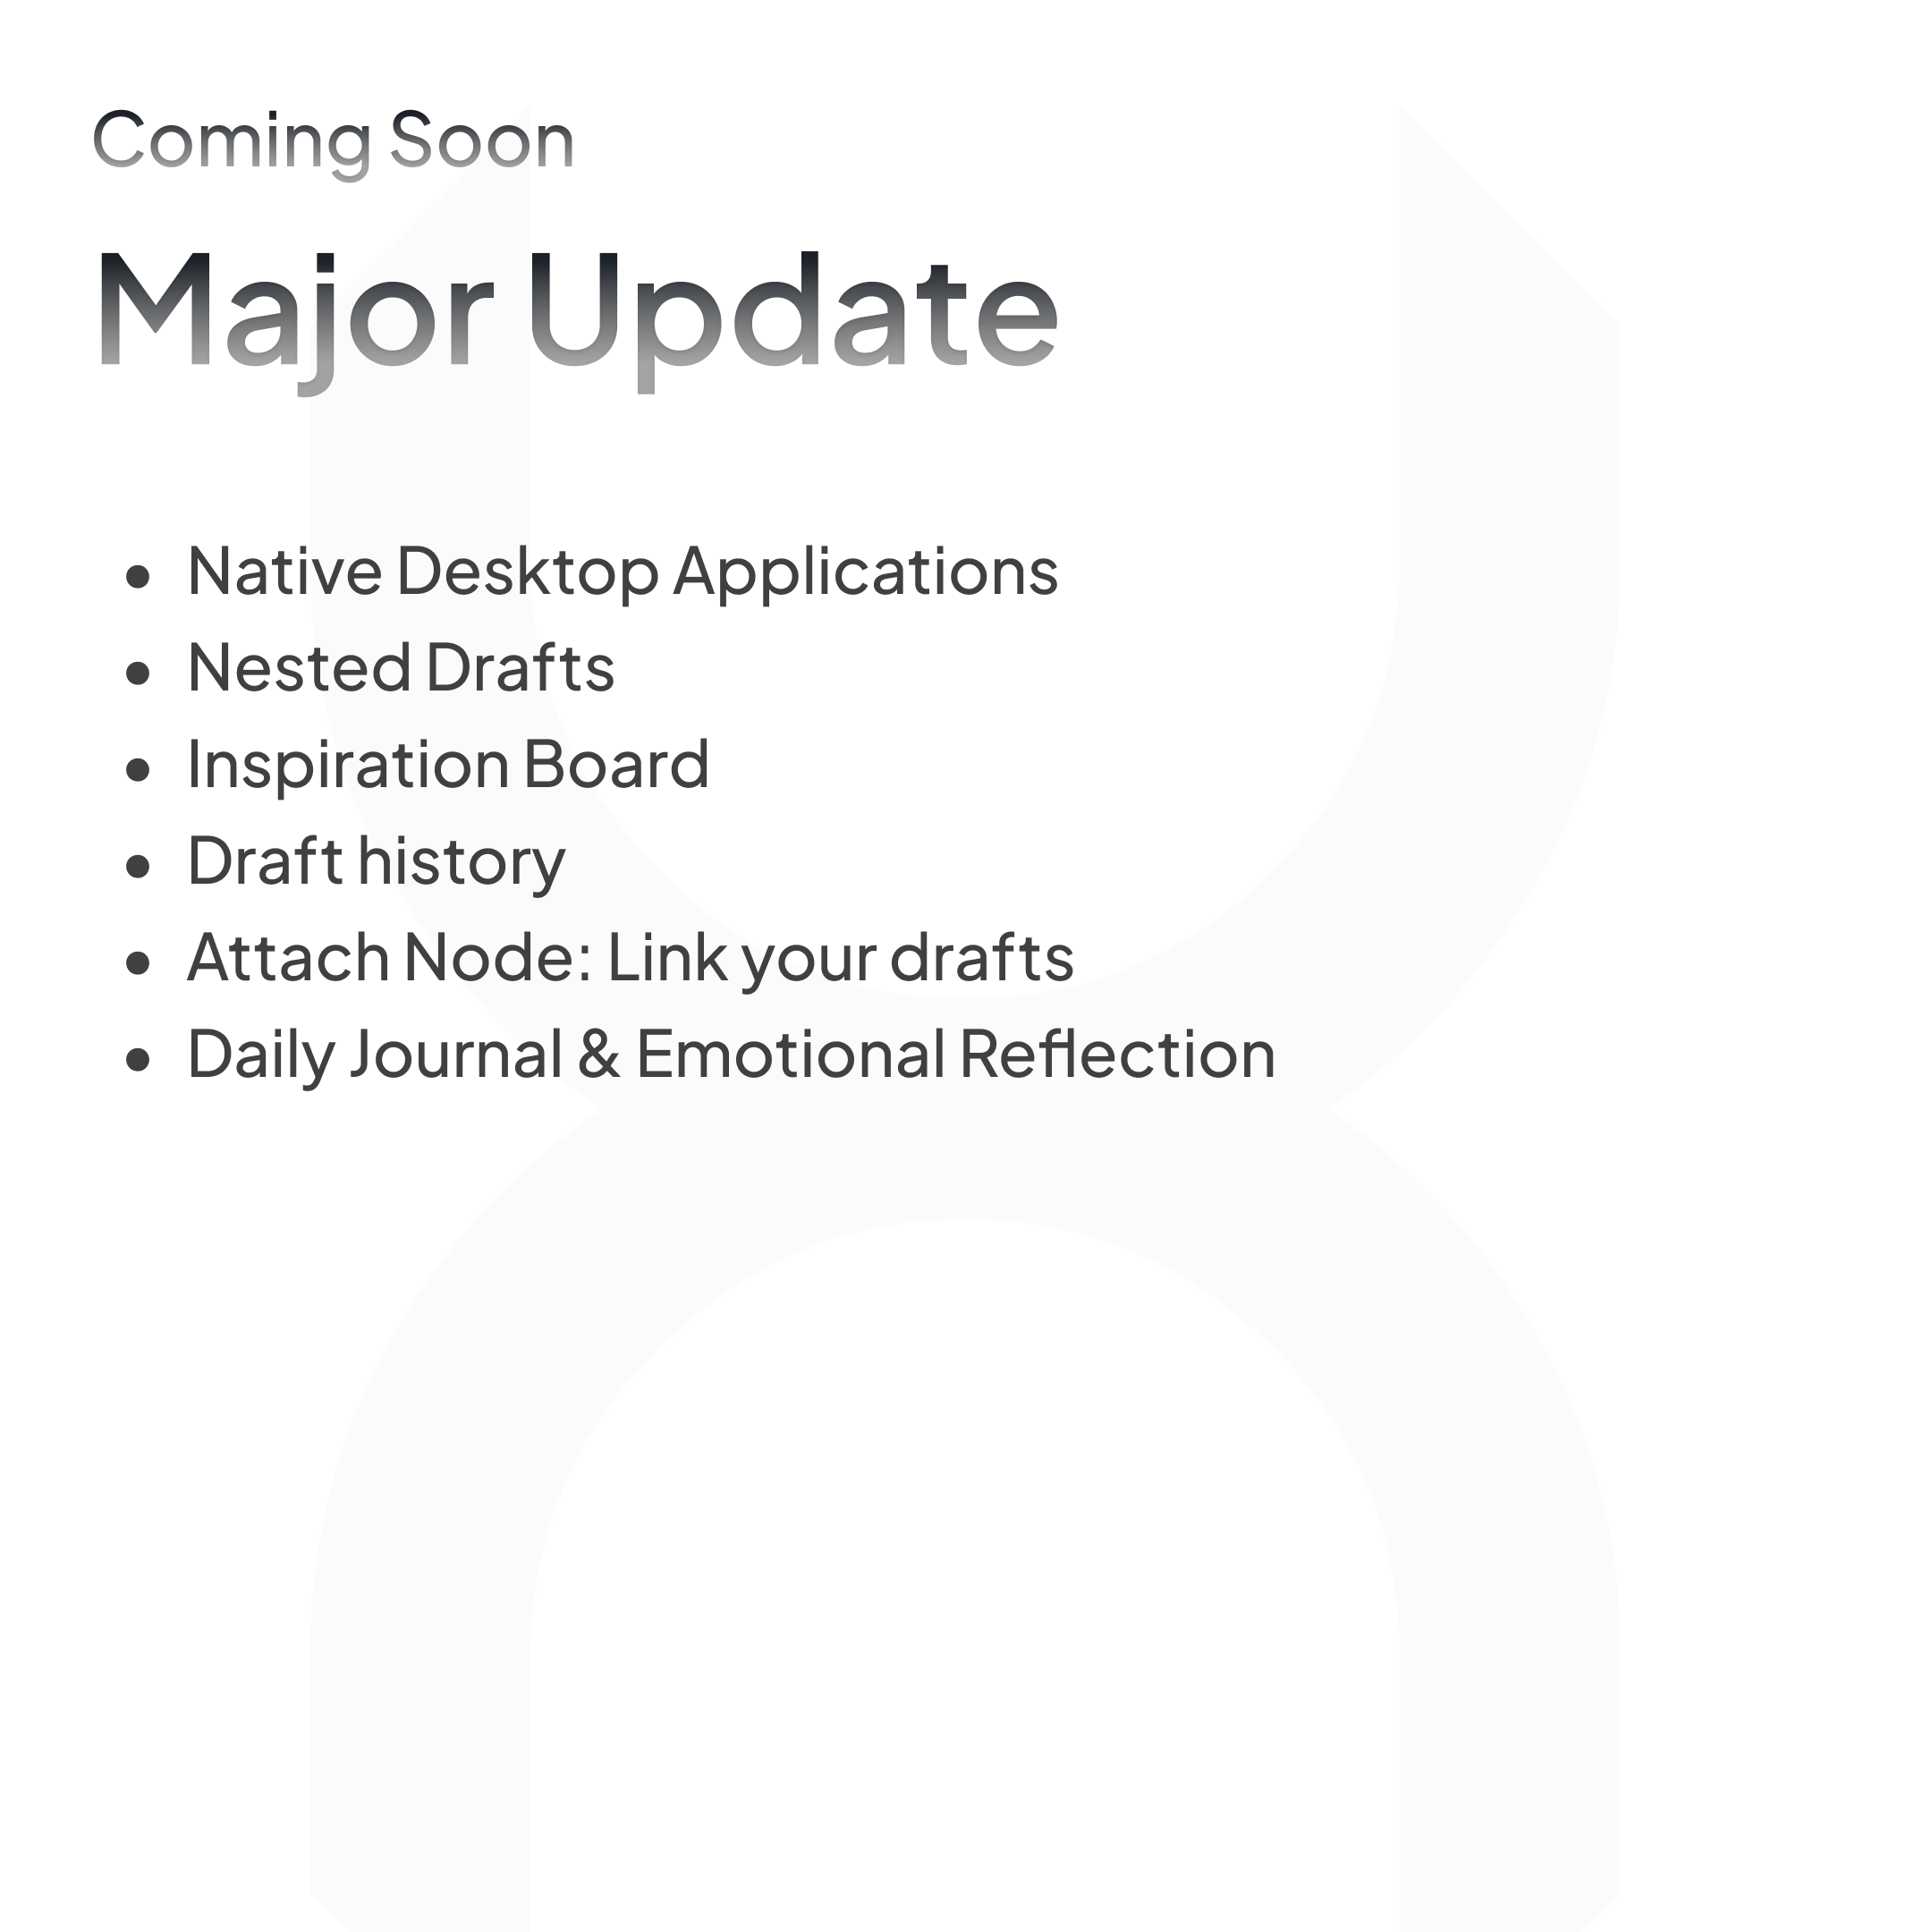 Coming Soon
Major Update
• Native Desktop Applications
• Nested Drafts
• Inspiration Board
• Draft history
• Attach Node: Link your drafts
• Daily Journal & Emotional Reflection